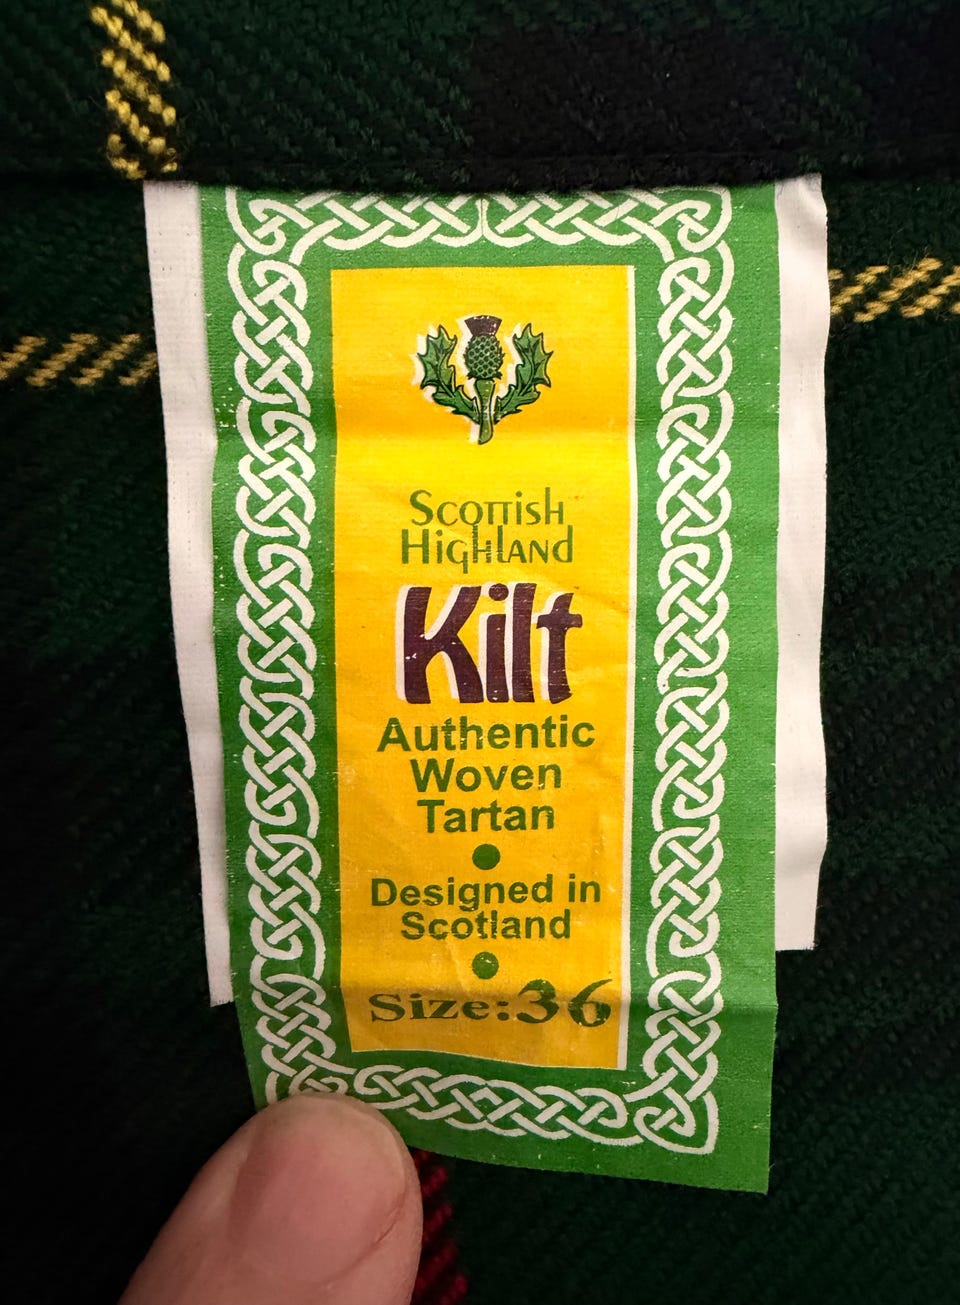 Scottish
Highland
Kilt
Authentic
Woven
Tartan
Designed in
Scotland
Size:36